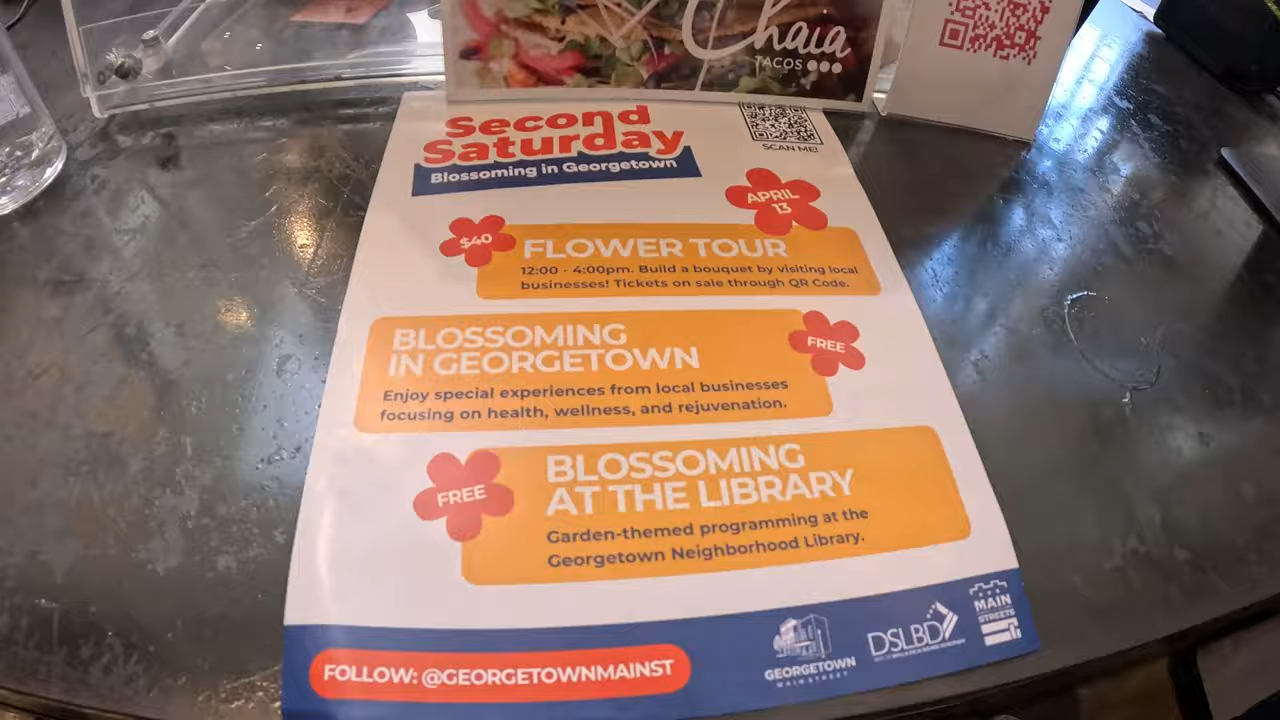 Chaia
TACOS
Second
Saturday
Blossoming in Georgetown
SCAN ME!
APRIL
13
$40
FLOWER TOUR
12:00 - 4:00pm. Build a bouquet by visiting local
businesses! Tickets on sale through QR Code.
BLOSSOMING
IN GEORGETOWN
FREE
Enjoy special experiences from local businesses
focusing on health, wellness, and rejuvenation.
FREE
BLOSSOMING
AT THE LIBRARY
Garden-themed programming at the
Georgetown Neighborhood Library.
FOLLOW: @GEORGETOWNMAINST
GEORGETOWN
MAIN STREET
DSLBD
MAIN
STREETS